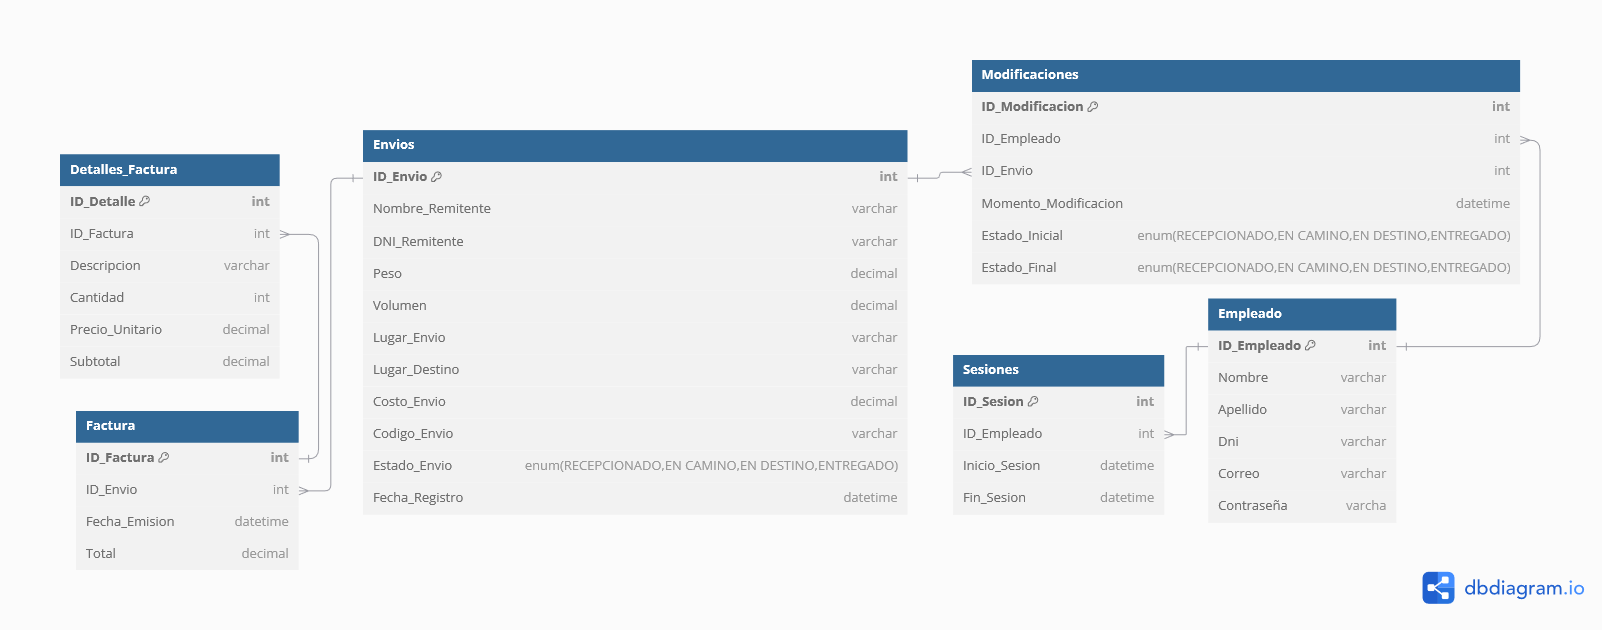 Detalles_Factura
ID_Detalle int
ID_Factura int
Descripcion varchar
Cantidad int
Precio_Unitario decimal
Subtotal decimal
Factura
ID_Factura int
ID_Envio int
Fecha_Emision datetime
Total decimal
Envios
ID_Envio int
Nombre_Remitente varchar
DNI_Remitente varchar
Peso decimal
Volumen decimal
Lugar_Envio varchar
Lugar_Destino varchar
Costo_Envio decimal
Codigo_Envio varchar
Estado_Envio enum(RECEPCIONADO,EN CAMINO,EN DESTINO,ENTREGADO)
Fecha_Registro datetime
Modificaciones
ID_Modificacion int
ID_Empleado int
ID_Envio int
Momento_Modificacion datetime
Estado_Inicial enum(RECEPCIONADO,EN CAMINO,EN DESTINO,ENTREGADO)
Estado_Final enum(RECEPCIONADO,EN CAMINO,EN DESTINO,ENTREGADO)
Sesiones
ID_Sesion int
ID_Empleado int
Inicio_Sesion datetime
Fin_Sesion datetime
Empleado
ID_Empleado int
Nombre varchar
Apellido varchar
Dni varchar
Correo varchar
Contraseña varcha
dbdiagram.io